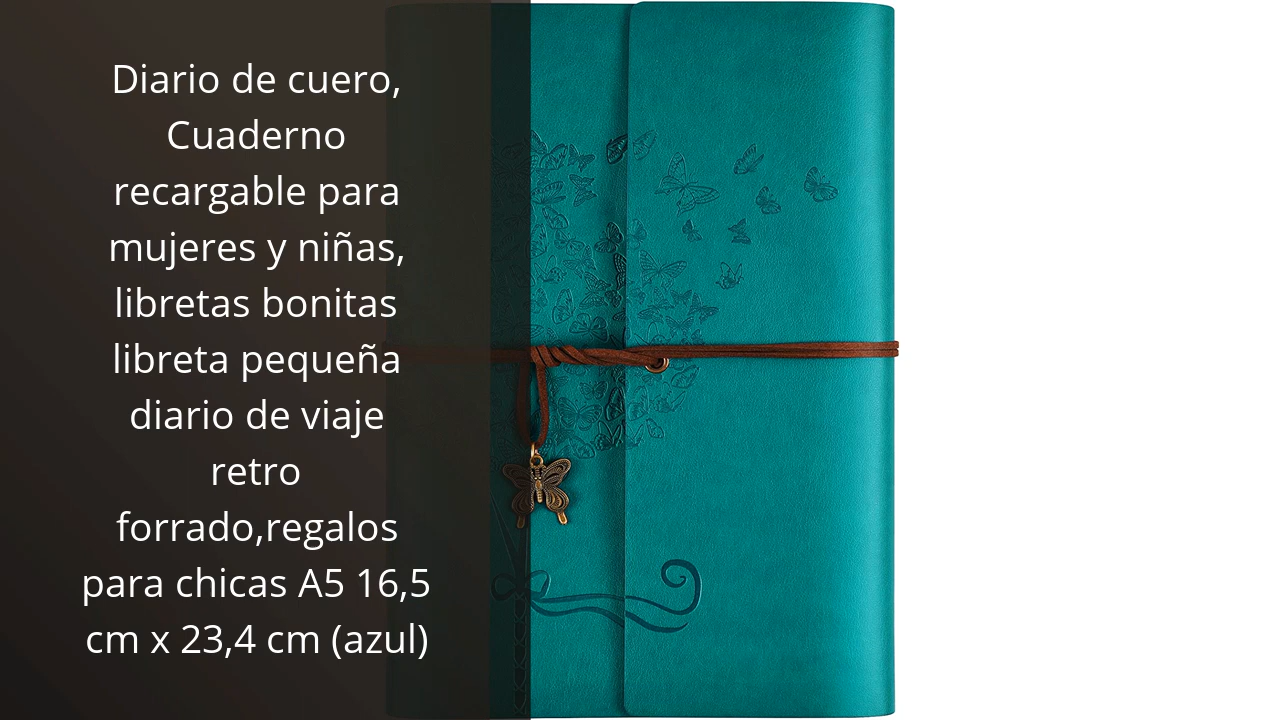 Diario de cuero,
Cuaderno
recargable para
mujeres y niñas,
libretas bonitas
libreta pequeña
diario de viaje
retro
forrado,regalos
para chicas A5 16,5
cm x 23,4 cm (azul)